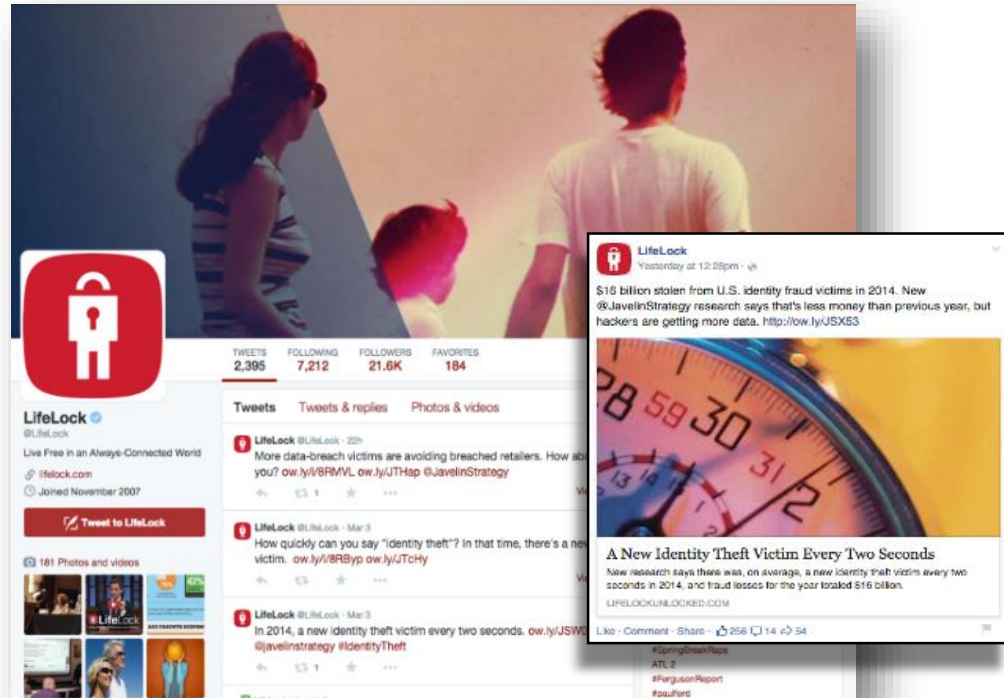 TWEETS FOLLOWING FOLLOWERS FAVORITES
2,395 7,212 21.6K 184
LifeLock
@LifeLock
Live Free in an Always-Connected World
lifelock.com
Joined November 2007
Tweet to LifeLock
181 Photos and videos
LifeLock
Tweets Tweets & replies Photos & videos
LifeLock @LifeLock · 22h
More data-breach victims are avoiding breached retailers. How
you? ow.ly/i/8RMVL ow.ly/JTHap @JavelinStrategy
1
LifeLock @LifeLock · Mar 3
How quickly can you say "identity theft"? In that time, there's a
victim. ow.ly/i/8RByp ow.ly/JTcHy
LifeLock @LifeLock · Mar 3
In 2014, a new identity theft victim every two seconds.
@javelinstrategy #IdentityTheft
1
LifeLock
Yesterday at 12:28pm ·
$16 billion stolen from U.S. identity fraud victims in 2014. New
@JavelinStrategy research says that's less money than previous year, but
hackers are getting more data. http://ow.ly/JSX53
28 59 30
31 2
13 14 1
2
A New Identity Theft Victim Every Two Seconds
New research says there was, on average, a new identity theft victim every two
seconds in 2014, and fraud losses for the year totaled $16 billion.
LIFELOCKUNLOCKED.COM
Like · Comment · Share · 256 14 54
#SpringBreakRaps
ATL 2
#FergusonReport
#paulford